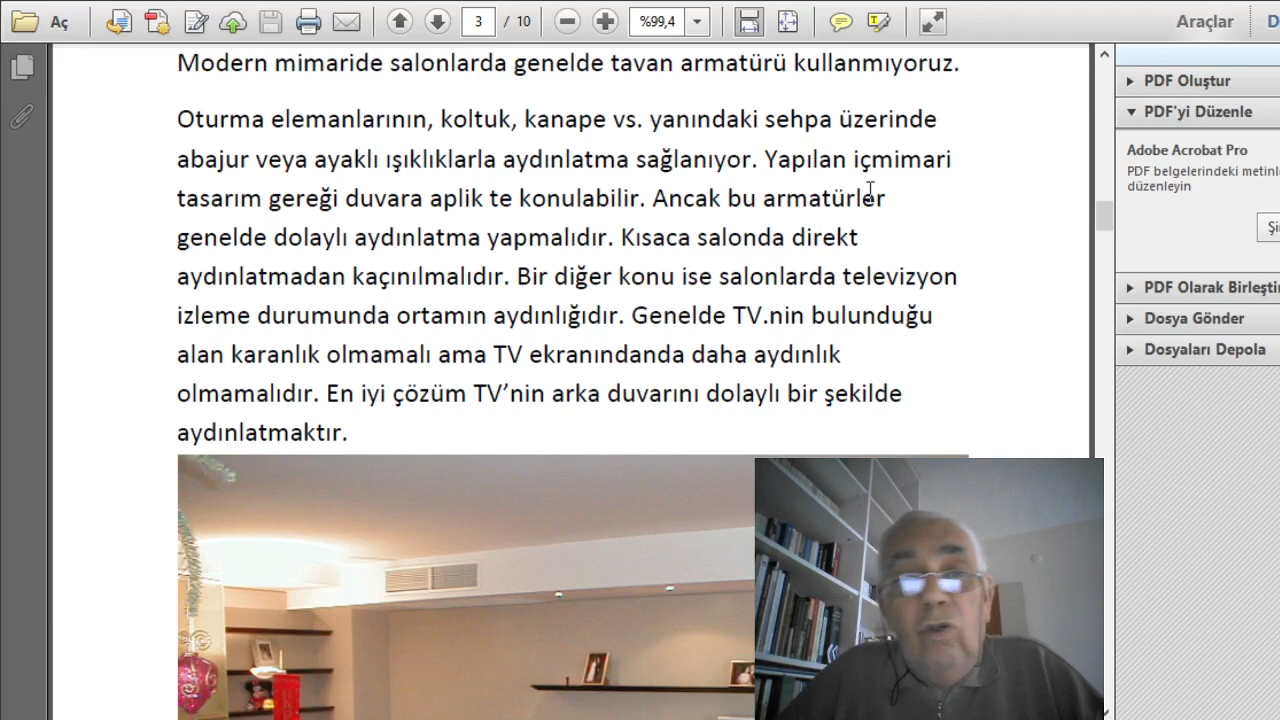 Aç
3 / 10
%99,4
Araçlar
Modern mimaride salonlarda genelde tavan armatürü kullanmıyoruz.
Oturma elemanlarının, koltuk, kanape vs. yanındaki sehpa üzerinde
abajur veya ayaklı ışıklıklarla aydınlatma sağlanıyor. Yapılan içmimari
tasarım gereği duvara aplik te konulabilir. Ancak bu armatürler
genelde dolaylı aydınlatma yapmalıdır. Kısaca salonda direkt
aydınlatmadan kaçınılmalıdır. Bir diğer konu ise salonlarda televizyon
izleme durumunda ortamın aydınlığıdır. Genelde TV.nin bulunduğu
alan karanlık olmamalı ama TV ekranındanda daha aydınlık
olmamalıdır. En iyi çözüm TV’nin arka duvarını dolaylı bir şekilde
aydınlatmaktır.
PDF Oluştur
PDF'yi Düzenle
Adobe Acrobat Pro
PDF belgelerindeki metinl
düzenleyin
PDF Olarak Birleştir
Dosya Gönder
Dosyaları Depola